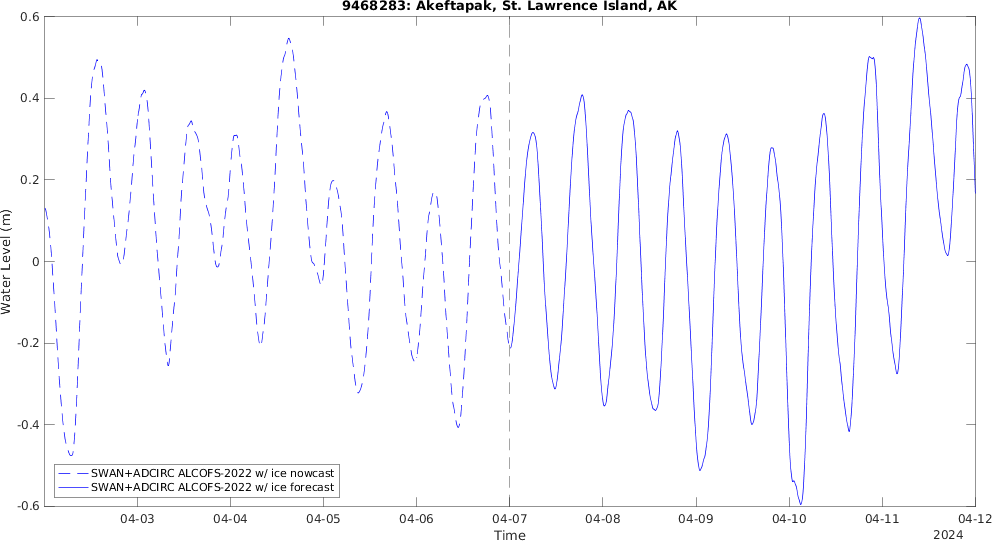 9468283: Akeftapak, St. Lawrence Island, AK
0.6
0.4
0.2
0
-0.2
-0.4
-0.6
Water Level (m)
SWAN+ADCIRC ALCOFS-2022 w/ ice nowcast
SWAN+ADCIRC ALCOFS-2022 w/ ice forecast
04-03 04-04 04-05 04-06 04-07 04-08 04-09 04-10 04-11 04-12
Time
2024